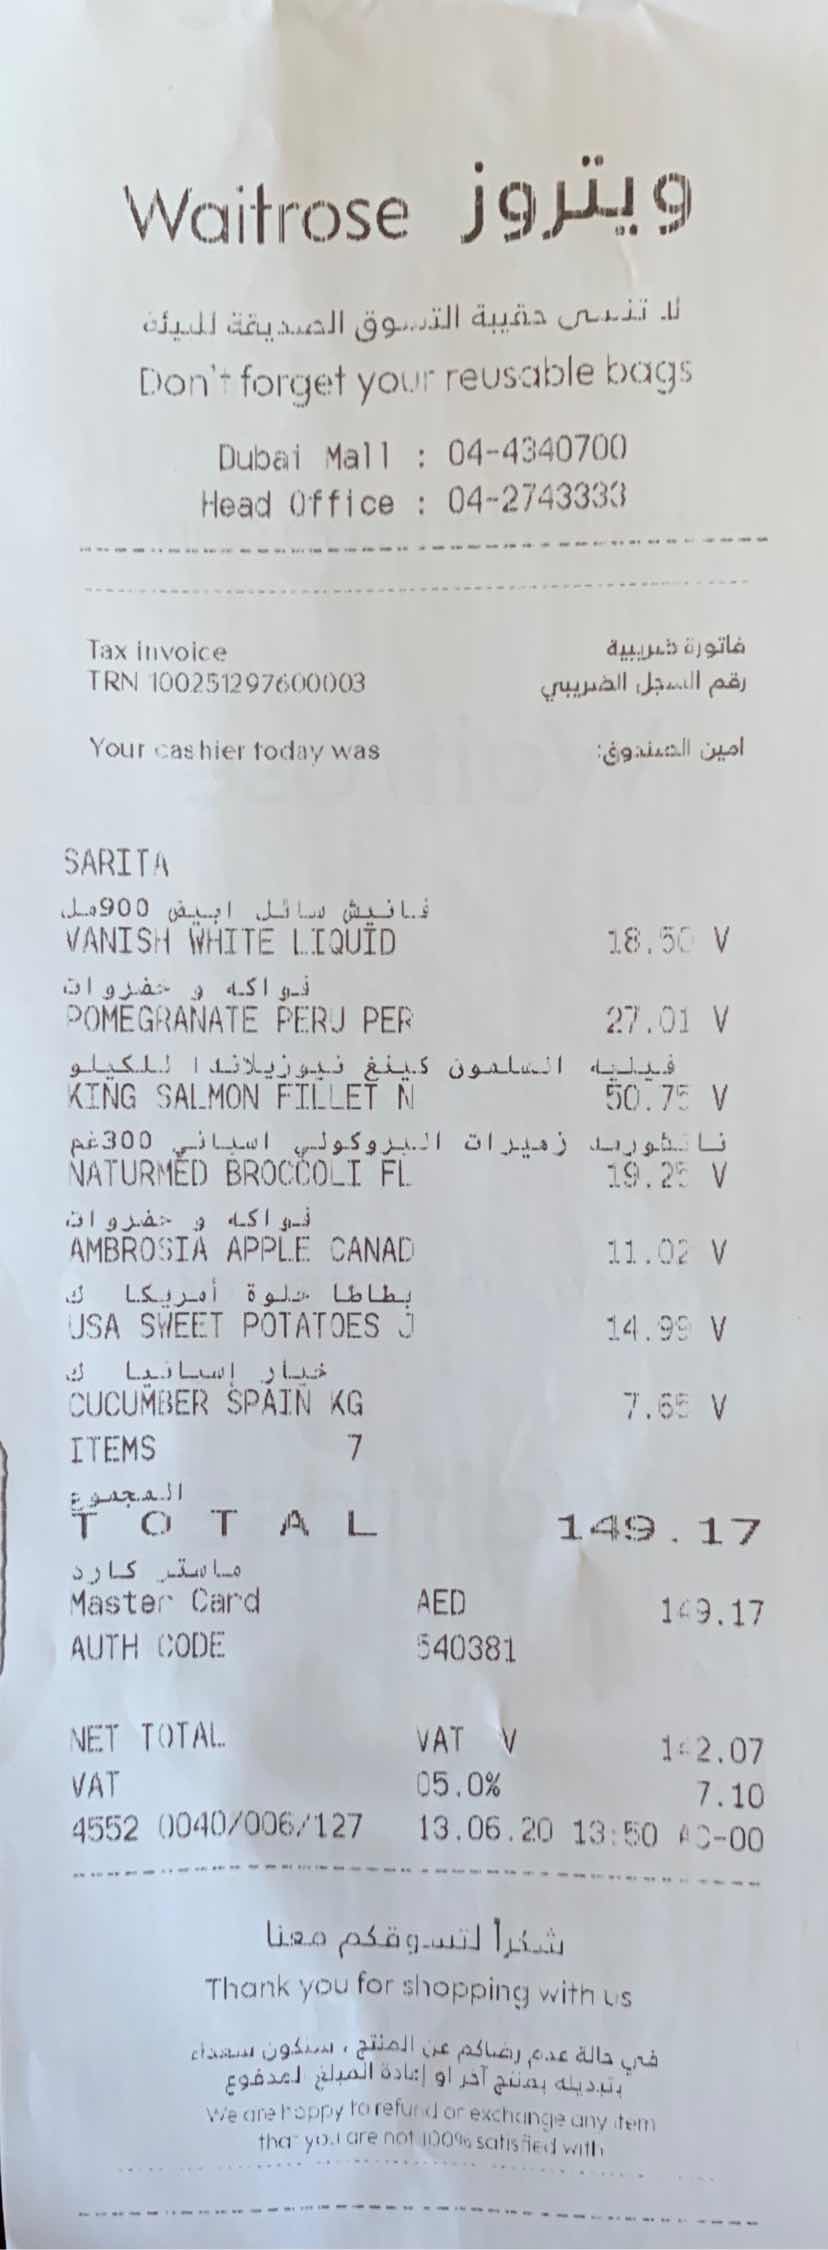 Waitrose ويتروز
لا تنسى حقيبة التسوق الصديقة للبيئة
Don't forget your reusable bags
Dubai Mall : 04-4340700
Head Office : 04-2743333
Tax invoice فاتورة ضريبية
TRN 100251297600003 رقم السجل الضريبي
Your cashier today was امين الصندوق:
SARITA
فانيش سائل ابيض 900مل
VANISH WHITE LIQUID 18.50 V
فواكه و خضروات
POMEGRANATE PERU PER 27.01 V
فيليه السلمون كينغ نيوزيلاندا للكيلو
KING SALMON FILLET N 50.75 V
زهيرات البروكولي اسباني 300غم
NATURMED BROCCOLI FL 19.25 V
فواكه و خضروات
AMBROSIA APPLE CANAD 11.02 V
بطاطا حلوة أمريكا ك
USA SWEET POTATOES J 14.99 V
خيار إسبانيا ك
CUCUMBER SPAIN KG 7.65 V
ITEMS 7
المجموع
TOTAL 149.17
ماستر كارد
Master Card AED 149.17
AUTH CODE 540381
NET TOTAL VAT V 142.07
VAT 05.0% 7.10
4552 0040/006/127 13.06.20 13:50 AC-00
شكراً لتسوقكم معنا
Thank you for shopping with us
في حالة عدم رضاكم عن المنتج ، سنكون سعداء
بتبديله بمنتج آخر او إعادة المبلغ المدفوع
We are happy to refund or exchange any item
that you are not 100% satisfied with